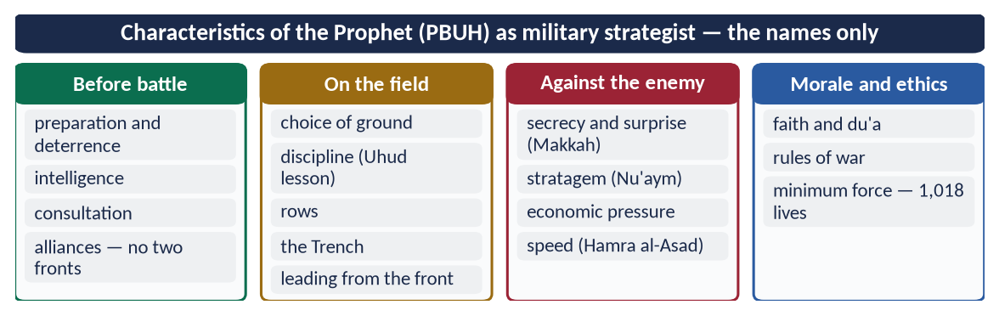 Characteristics of the Prophet (PBUH) as military strategist — the names only
Before battle
preparation and
deterrence
intelligence
consultation
alliances — no two
fronts
On the field
choice of ground
discipline (Uhud
lesson)
rows
the Trench
leading from the front
Against the enemy
secrecy and surprise
(Makkah)
stratagem (Nu'aym)
economic pressure
speed (Hamra al-Asad)
Morale and ethics
faith and du'a
rules of war
minimum force — 1,018
lives